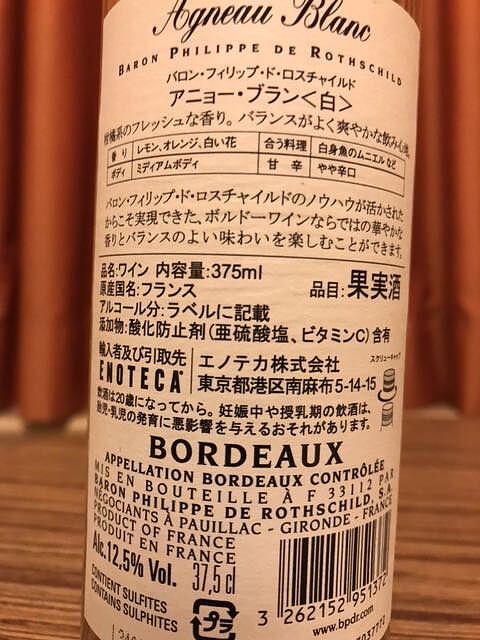 Agneau Blanc
BARON PHILIPPE DE ROTHSCHILD
バロン・フィリップ・ド・ロスチャイルド
アニョー・ブラン<白>
柑橘系のフレッシュな香り。バランスがよく爽やかな飲み心地。
香り レモン、オレンジ、白い花 合う料理 白身魚のムニエルなど
ボディ ミディアムボディ 甘辛 やや辛口
バロン・フィリップ・ド・ロスチャイルドのノウハウが活かされた
からこそ実現できた、ボルドーワインならではの華やかな
香りとバランスのよい味わいを楽しむことができます。
品名:ワイン 内容量:375ml
原産国名:フランス 品目:果実酒
アルコール分:ラベルに記載
添加物:酸化防止剤(亜硫酸塩、ビタミンC)含有
輸入者及び引取先 エノテカ株式会社 スクリューキャップ
ENOTECA 東京都港区南麻布5-14-15
飲酒は20歳になってから。妊娠中や授乳期の飲酒は、
胎児・乳児の発育に悪影響を与えるおそれがあります。
BORDEAUX
APPELLATION BORDEAUX CONTRÔLÉE
MIS EN BOUTEILLE À F 33112 PAR
BARON PHILIPPE DE ROTHSCHILD, S.A.
NÉGOCIANTS À PAUILLAC - GIRONDE - FRANCE
PRODUCT OF FRANCE
PRODUIT EN FRANCE
Alc.12,5% Vol. 37,5 cl
CONTIENT SULFITES
CONTAINS SULPHITES
プラ
3 262152 951372
www.bpdr.com